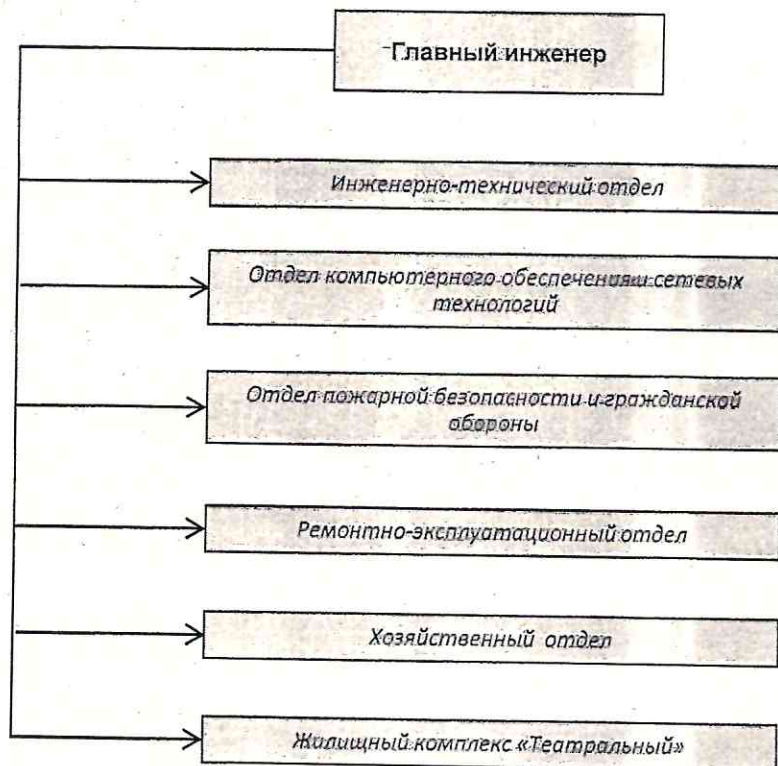 Главный инженер
Инженерно-технический отдел
Отдел компьютерного обеспечения и сетевых
технологий
Отдел пожарной безопасности и гражданской
обороны
Ремонтно-эксплуатационный отдел
Хозяйственный отдел
Жилищный комплекс «Театральный»